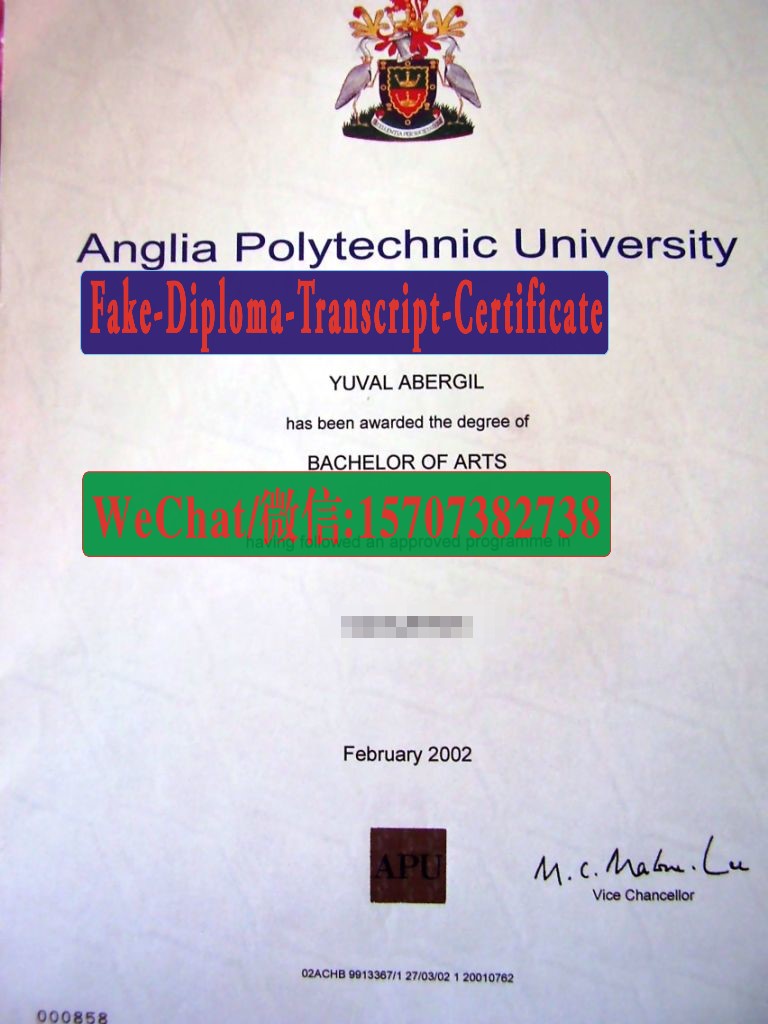 Anglia Polytechnic University
Fake-Diploma-Transcript-Certificate
YUVAL ABERGIL
has been awarded the degree of
BACHELOR OF ARTS
WeChat/微信:15707382738
having followed an approved programme in
February 2002
APU
M. C. Malone-Lee
Vice Chancellor
02ACHB 9913367/1 27/03/02 1 20010762
000858